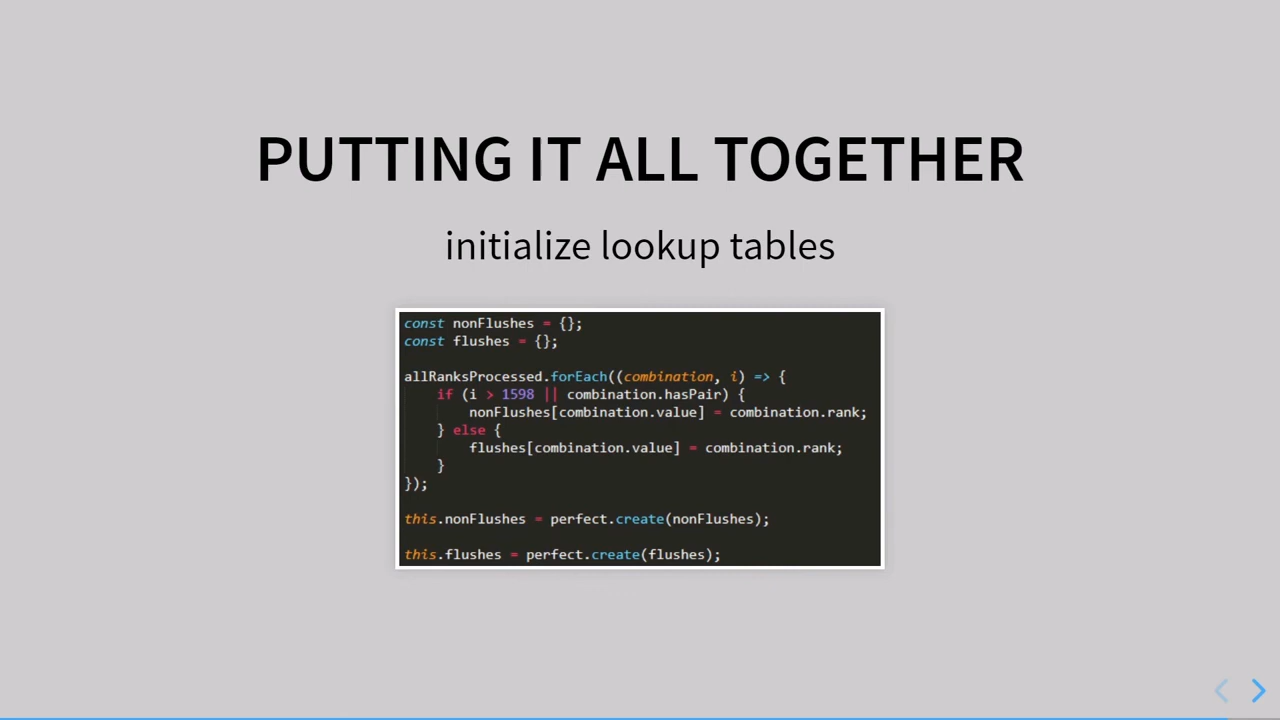 PUTTING IT ALL TOGETHER
initialize lookup tables
const nonFlushes = {};
const flushes = {};
allRanksProcessed.forEach((combination, i) => {
    if (i > 1598 || combination.hasPair) {
        nonFlushes[combination.value] = combination.rank;
    } else {
        flushes[combination.value] = combination.rank;
    }
});
this.nonFlushes = perfect.create(nonFlushes);
this.flushes = perfect.create(flushes);